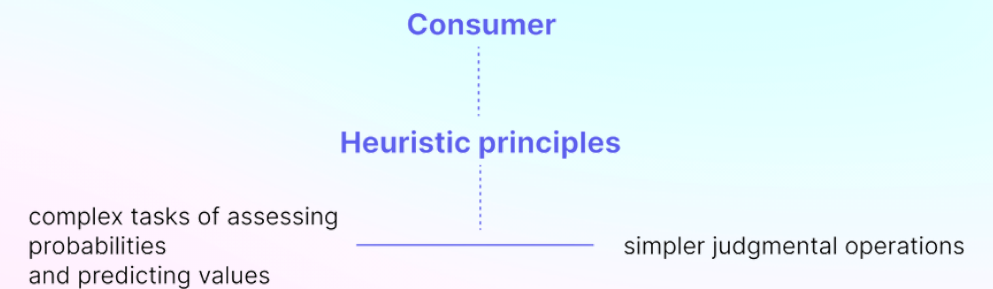 Consumer
Heuristic principles
complex tasks of assessing
probabilities
and predicting values
simpler judgmental operations